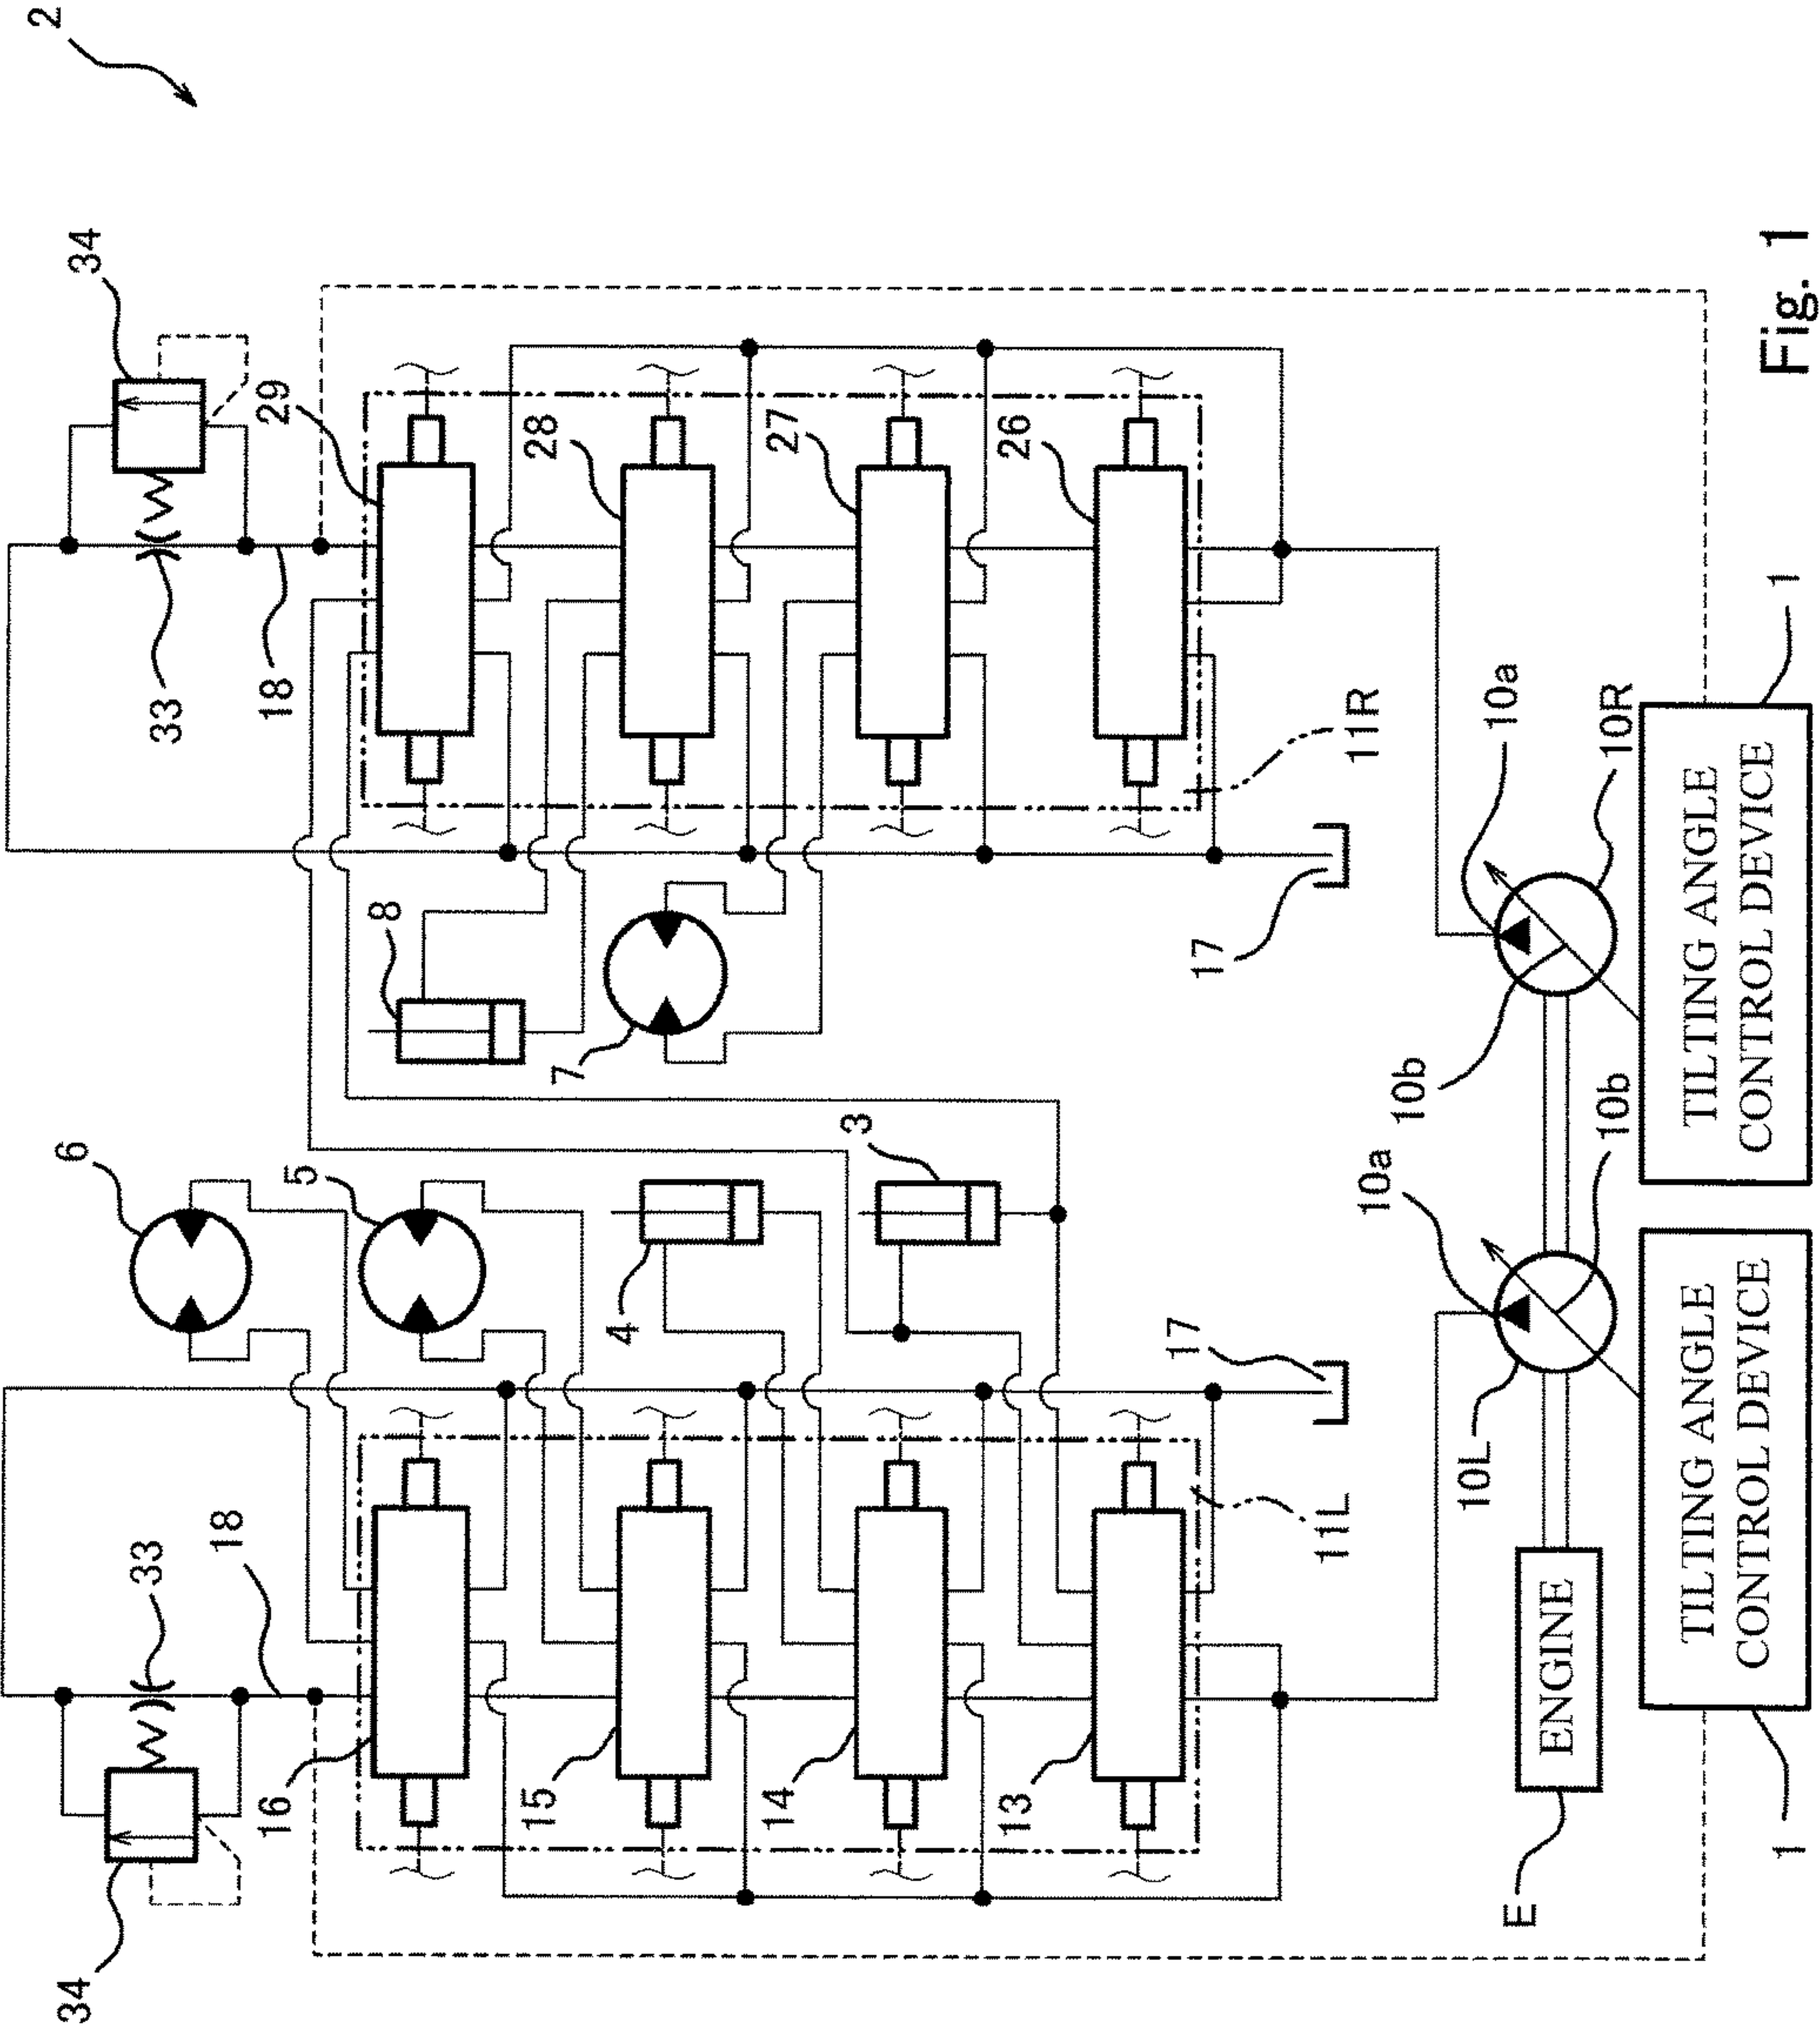 2
34
34
33
33
18
18
29
28
27
26
11R
17
8
7
6
5
4
3
16
15
14
13
11L
17
10a
10R
10b
10a
10b
10L
ENGINE
E
TILTING ANGLE
CONTROL DEVICE
1
TILTING ANGLE
CONTROL DEVICE
1
Fig. 1